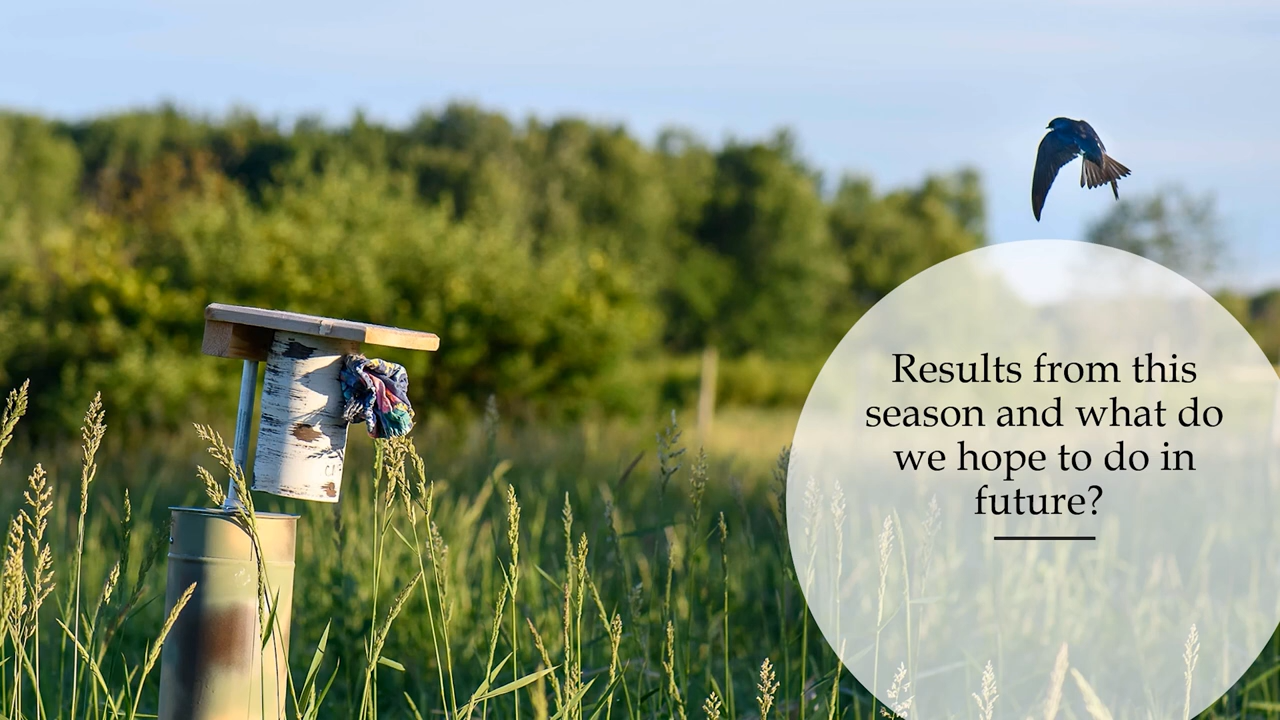 Results from this
season and what do
we hope to do in
future?